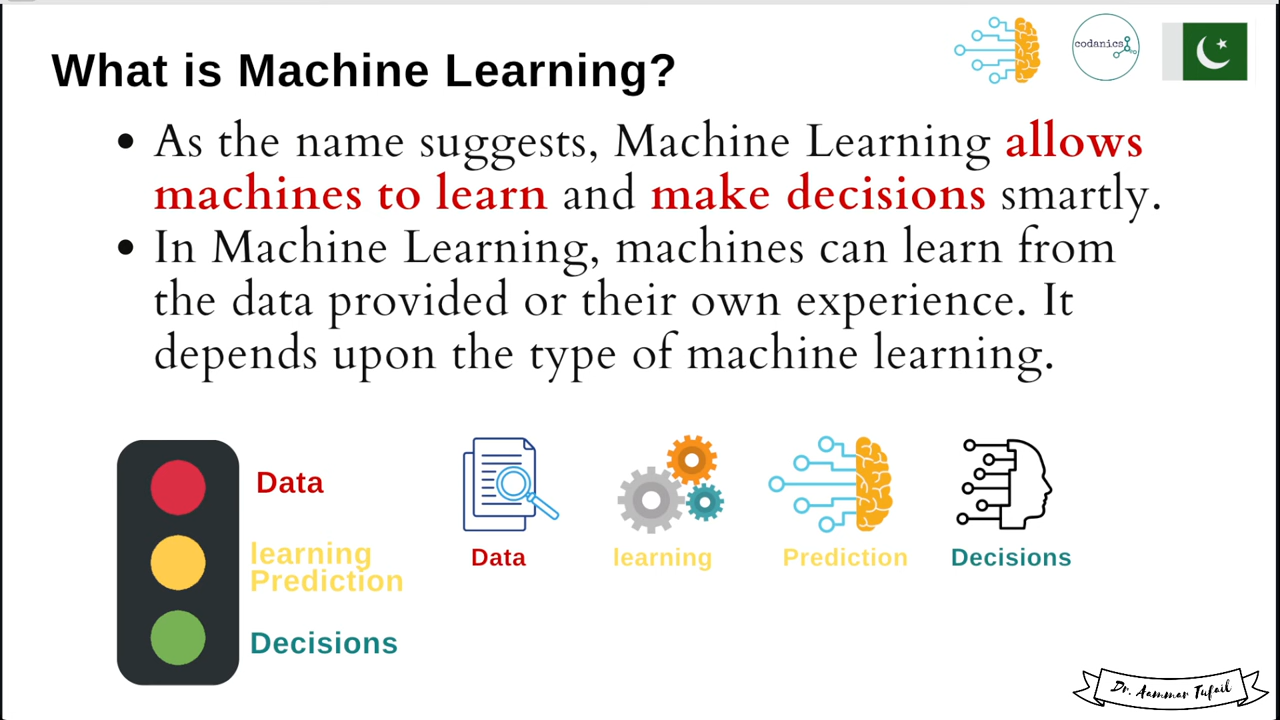 What is Machine Learning?
codanics
• As the name suggests, Machine Learning allows
machines to learn and make decisions smartly.
• In Machine Learning, machines can learn from
the data provided or their own experience. It
depends upon the type of machine learning.
Data
learning
Prediction
Decisions
Data
learning
Prediction
Decisions
Dr. Aammar Tufail